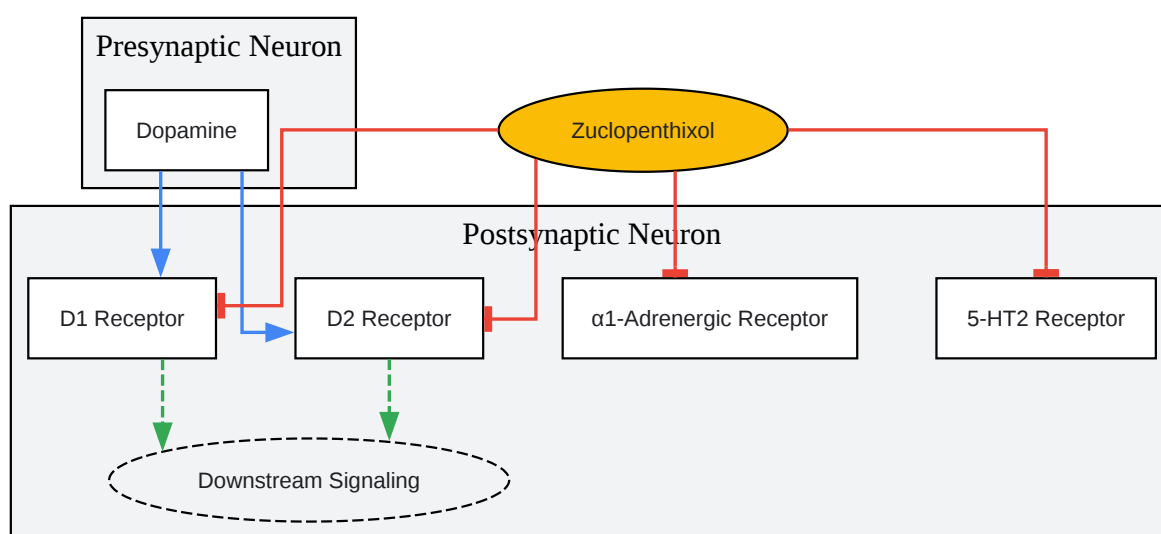 Presynaptic Neuron
Dopamine
Zuclopenthixol
Postsynaptic Neuron
D1 Receptor
D2 Receptor
α1-Adrenergic Receptor
5-HT2 Receptor
Downstream Signaling